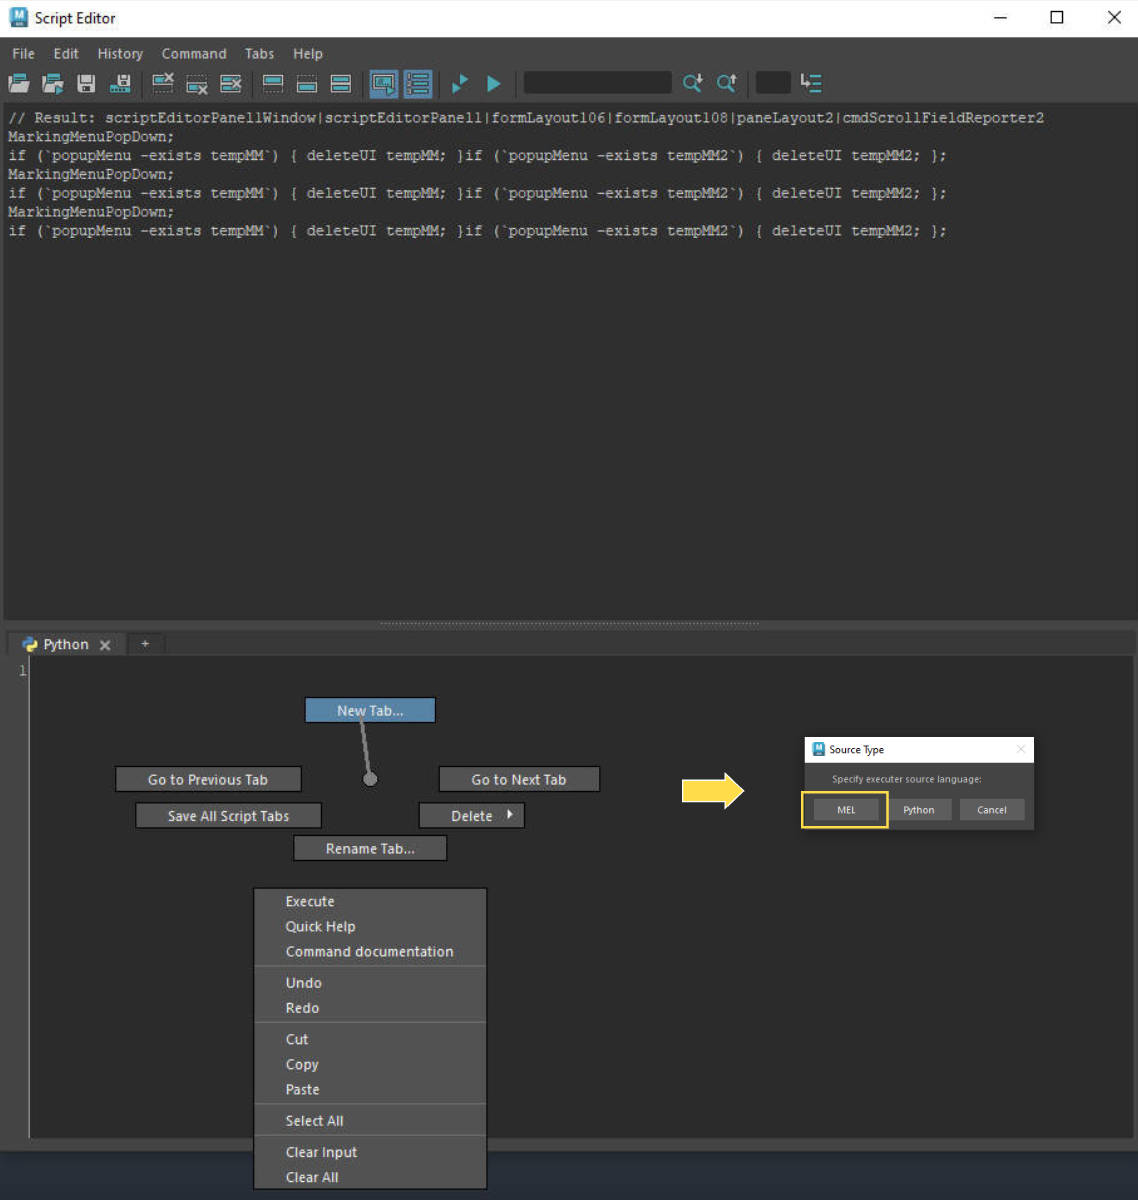 Script Editor
File Edit History Command Tabs Help
// Result: scriptEditorPanel1Window|scriptEditorPanel1|formLayout106|formLayout108|paneLayout2|cmdScrollFieldReporter2
MarkingMenuPopDown;
if (`popupMenu -exists tempMM`) { deleteUI tempMM; }if (`popupMenu -exists tempMM2`) { deleteUI tempMM2; };
MarkingMenuPopDown;
if (`popupMenu -exists tempMM`) { deleteUI tempMM; }if (`popupMenu -exists tempMM2`) { deleteUI tempMM2; };
MarkingMenuPopDown;
if (`popupMenu -exists tempMM`) { deleteUI tempMM; }if (`popupMenu -exists tempMM2`) { deleteUI tempMM2; };
Python +
1
New Tab...
Go to Previous Tab Go to Next Tab
Save All Script Tabs Delete
Rename Tab...
Source Type
Specify executer source language:
MEL Python Cancel
Execute
Quick Help
Command documentation
Undo
Redo
Cut
Copy
Paste
Select All
Clear Input
Clear All